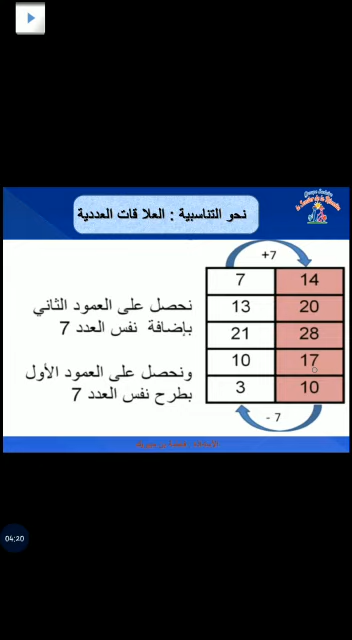 نحو التناسبية : العلا قات العددية
+7
7 14
13 20
21 28
10 17
3 10
- 7
نحصل على العمود الثاني
بإضافة نفس العدد 7
ونحصل على العمود الأول
بطرح نفس العدد 7
04:20